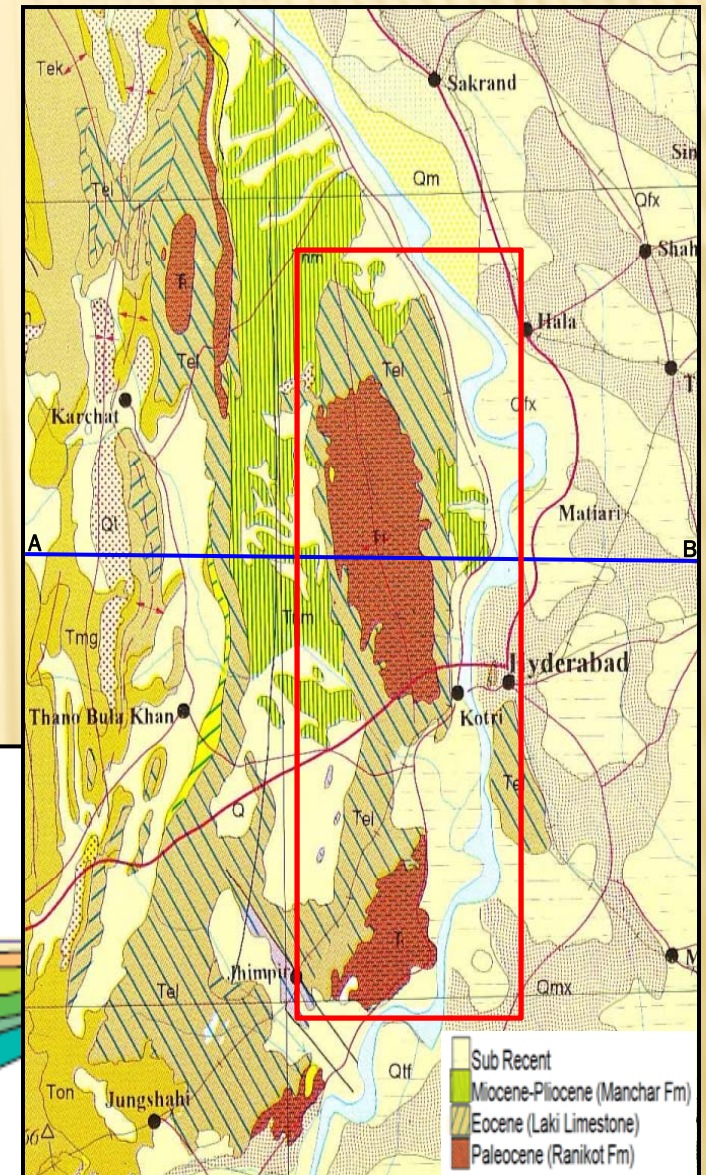 Tek
Sakrand
Sin
Qm
Tel
Qfx
Shah
Hala
Tel
Tel
T
Karchat
Qfx
Matiari
Qt
A
B
Tmg
Hyderabad
Thano Bula Khan
Kotri
Q
Te
Tel
Jhimpir
M
Tel
Qmx
Qtf
Ton
Jungshahi
Sub Recent
Miocene-Pliocene (Manchar Fm)
Eocene (Laki Limestone)
Paleocene (Ranikot Fm)